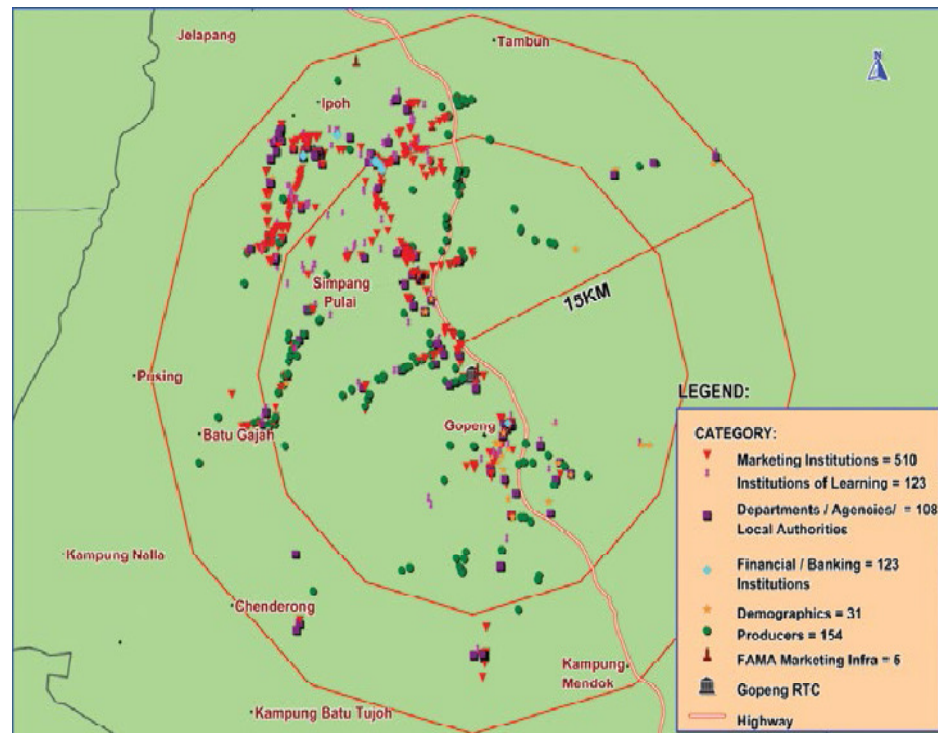 Jelapang
Tambun
N
Ipoh
Simpang
Pulai
15KM
Pusing
LEGEND:
Batu Gajah
Gopeng
CATEGORY:
Marketing Institutions = 510
Institutions of Learning = 123
Departments / Agencies/ = 108
Local Authorities
Kampung Nalla
Financial / Banking = 123
Institutions
Chenderong
Demographics = 31
Producers = 154
FAMA Marketing Infra = 6
Kampung
Mendok
Gopeng RTC
Kampung Batu Tujoh
Highway